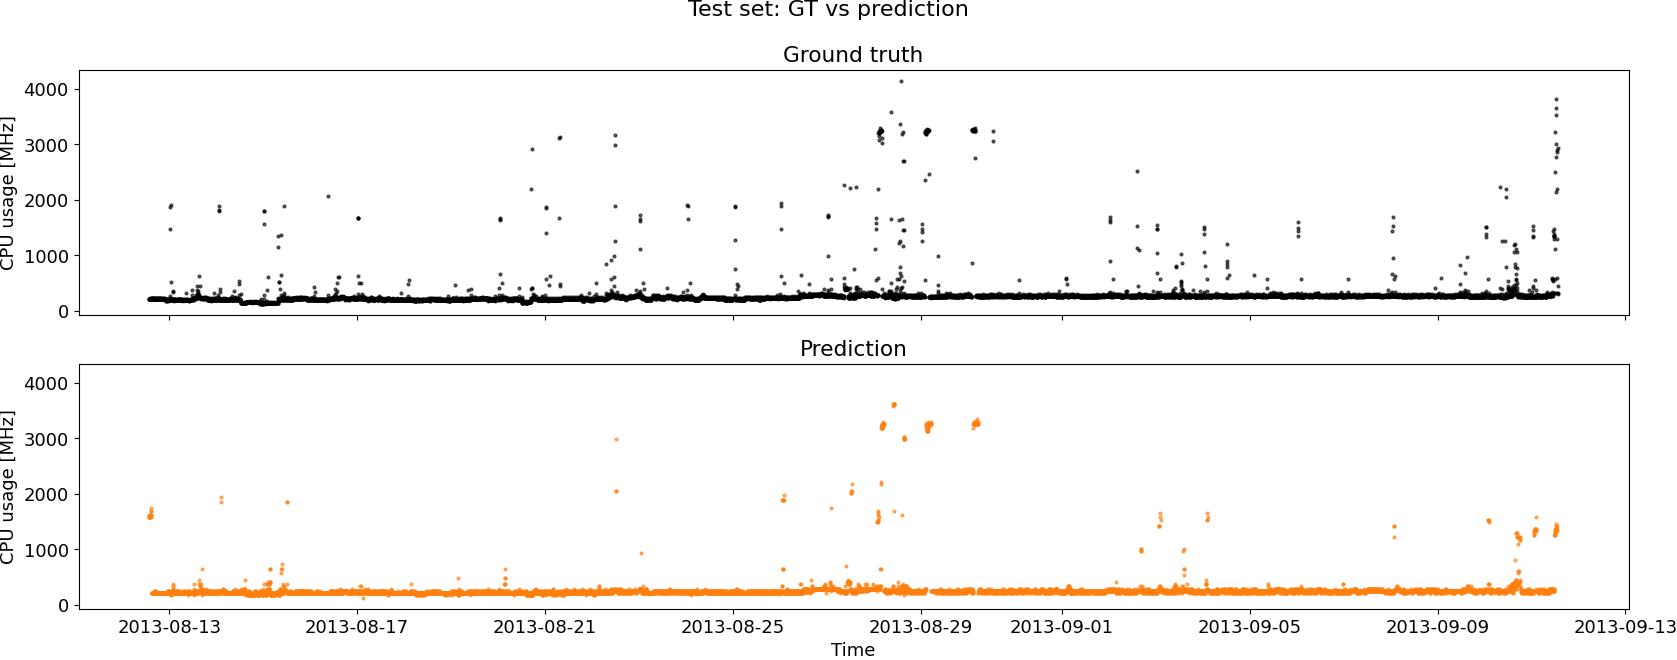 Test set: GT vs prediction
Ground truth
CPU usage [MHz]
4000
3000
2000
1000
0
Prediction
CPU usage [MHz]
4000
3000
2000
1000
0
2013-08-13 2013-08-17 2013-08-21 2013-08-25 2013-08-29 2013-09-01 2013-09-05 2013-09-09 2013-09-13
Time